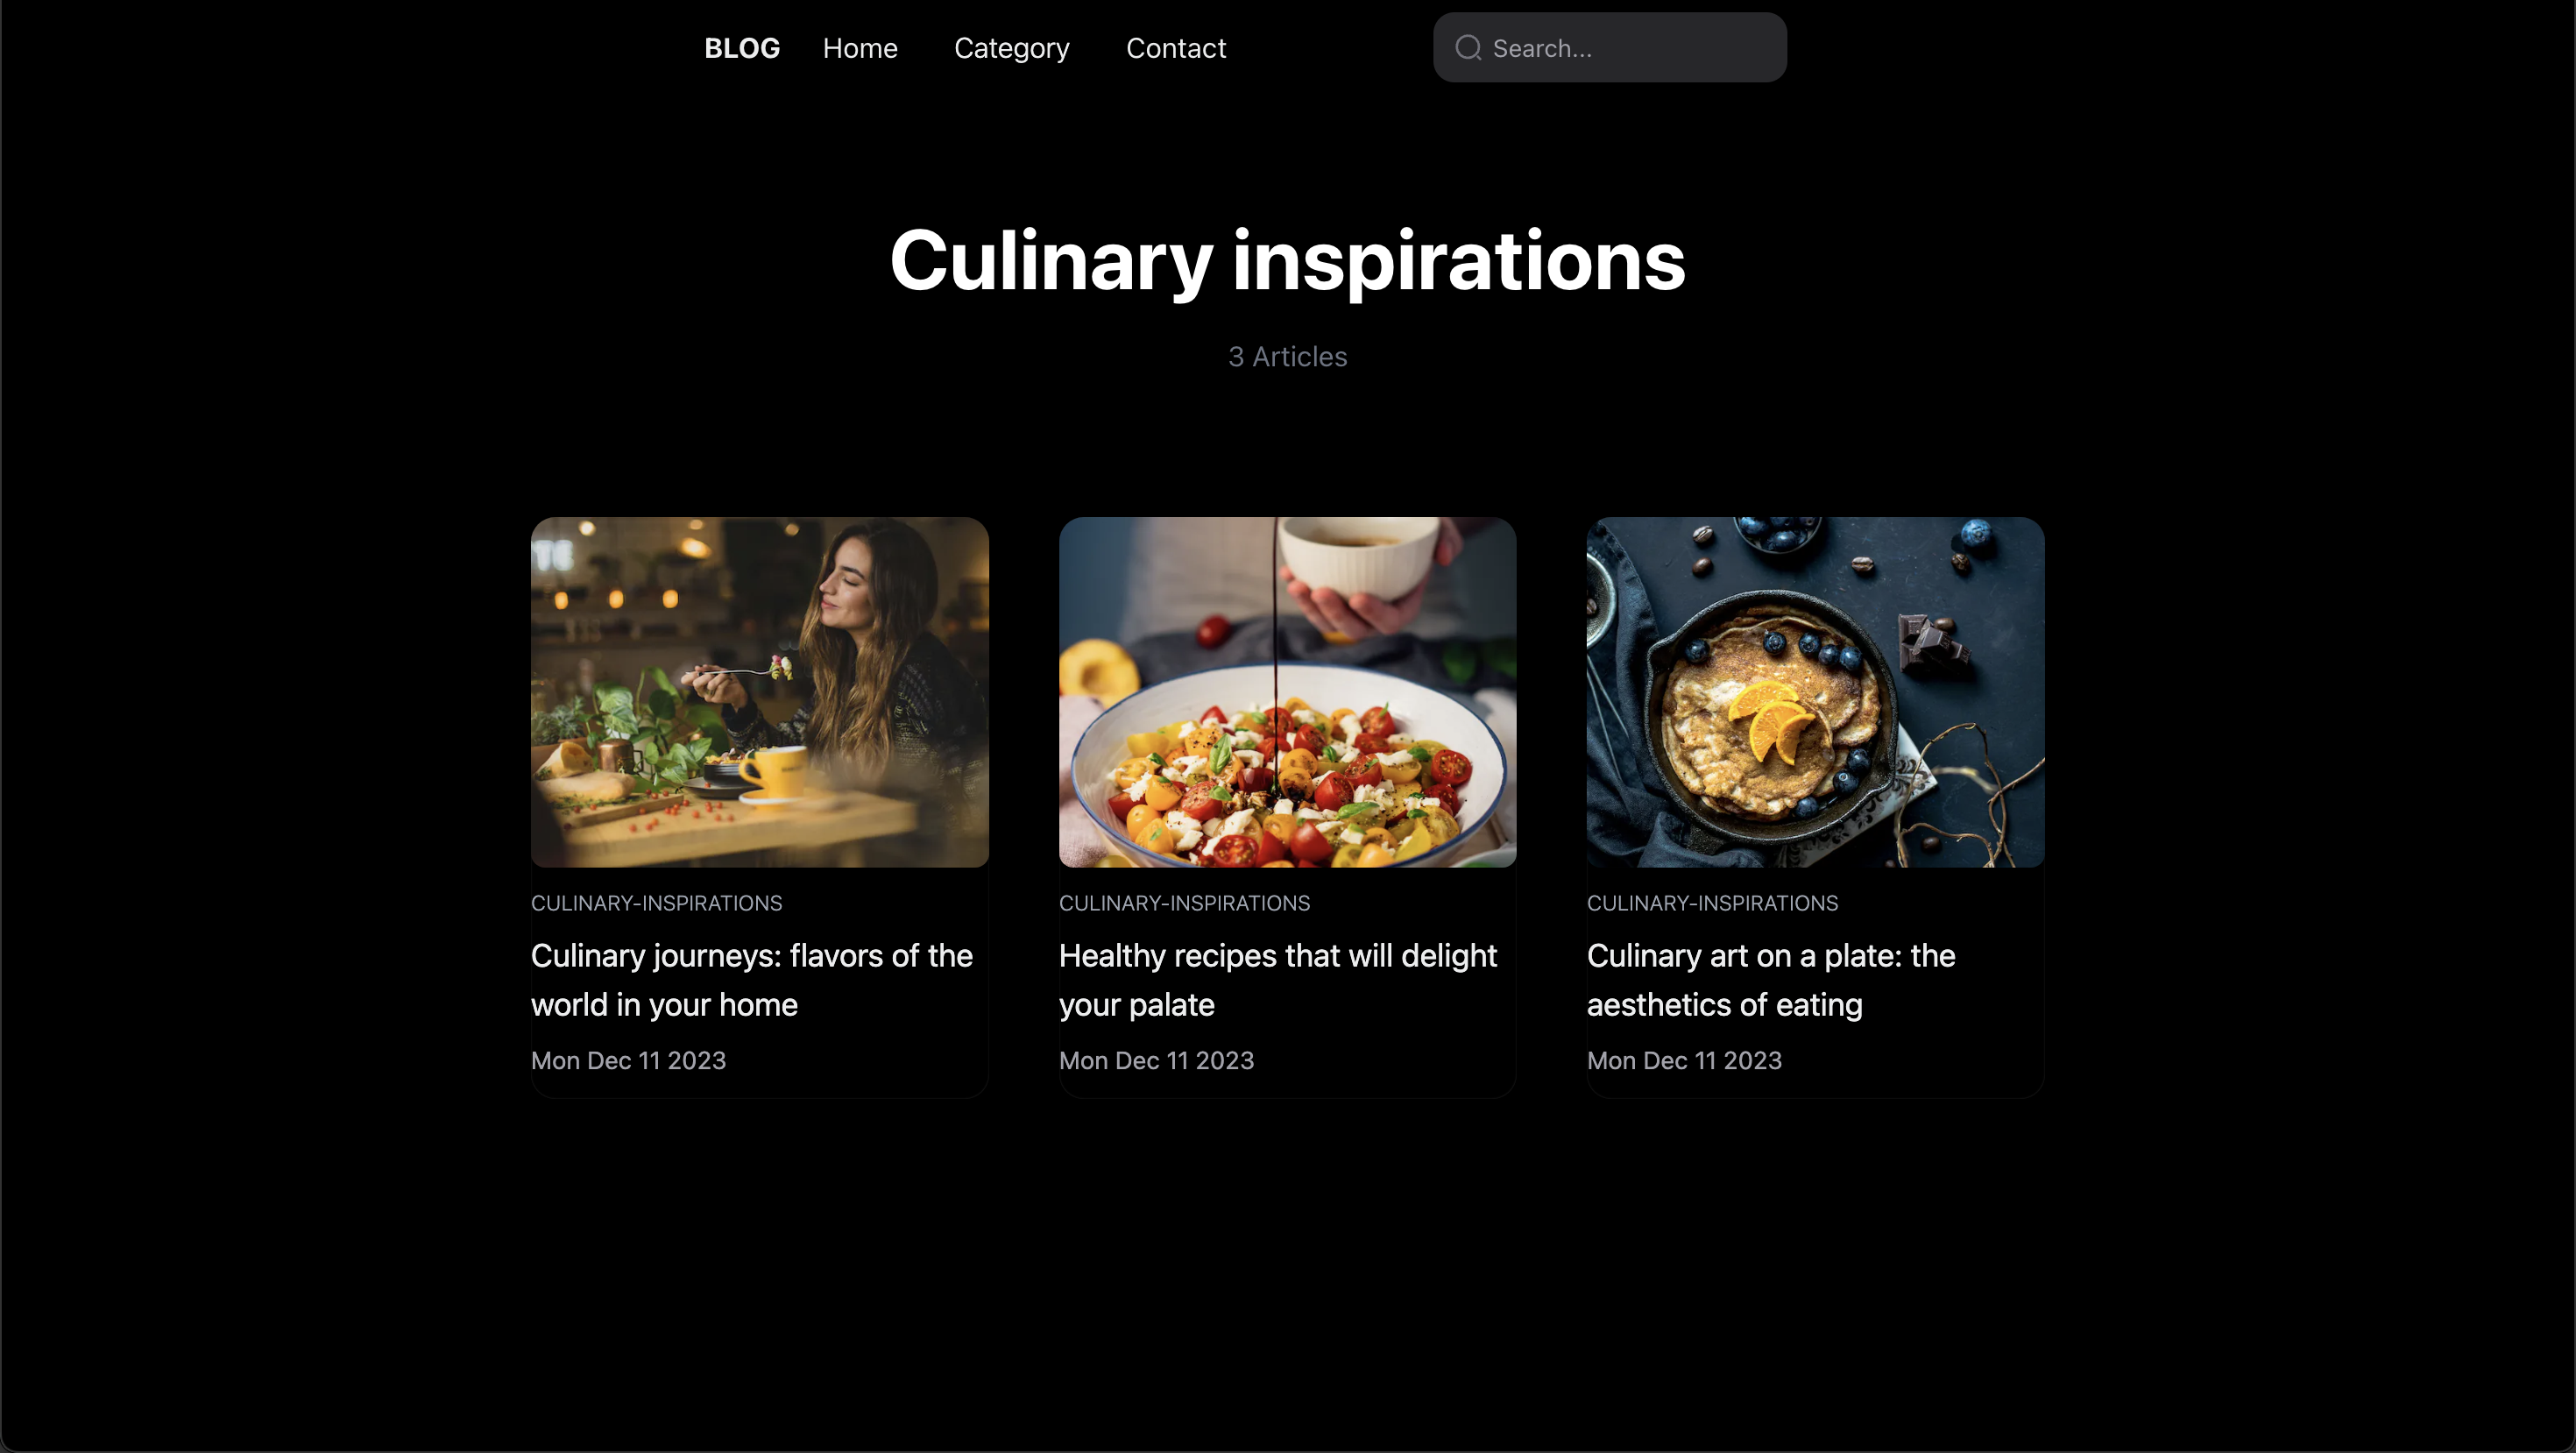 BLOG Home Category Contact Search...
Culinary inspirations
3 Articles
TE
CULINARY-INSPIRATIONS
Culinary journeys: flavors of the
world in your home
Mon Dec 11 2023
CULINARY-INSPIRATIONS
Healthy recipes that will delight
your palate
Mon Dec 11 2023
CULINARY-INSPIRATIONS
Culinary art on a plate: the
aesthetics of eating
Mon Dec 11 2023